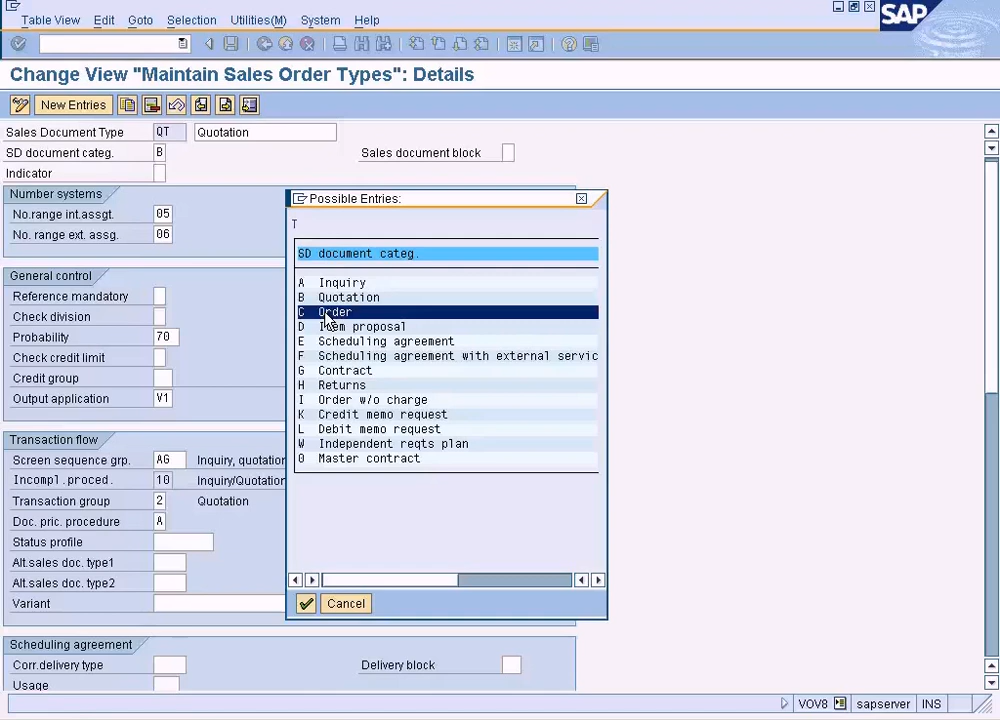 Table View Edit Goto Selection Utilities(M) System Help
SAP
Change View "Maintain Sales Order Types": Details
New Entries
Sales Document Type QT Quotation
SD document categ. B Sales document block
Indicator
Number systems
No.range int.assgt. 05
No. range ext. assg. 06
General control
Reference mandatory
Check division
Probability 70
Check credit limit
Credit group
Output application V1
Transaction flow
Screen sequence grp. AG Inquiry, quotation
Incompl.proced. 10 Inquiry/Quotation
Transaction group 2 Quotation
Doc. pric. procedure A
Status profile
Alt.sales doc. type1
Alt.sales doc. type2
Variant
Scheduling agreement
Corr.delivery type Delivery block
Usage
Possible Entries:
T
SD document categ.
A Inquiry
B Quotation
C Order
D Item proposal
E Scheduling agreement
F Scheduling agreement with external servic
G Contract
H Returns
I Order w/o charge
K Credit memo request
L Debit memo request
W Independent reqts plan
0 Master contract
Cancel
VOV8 sapserver INS